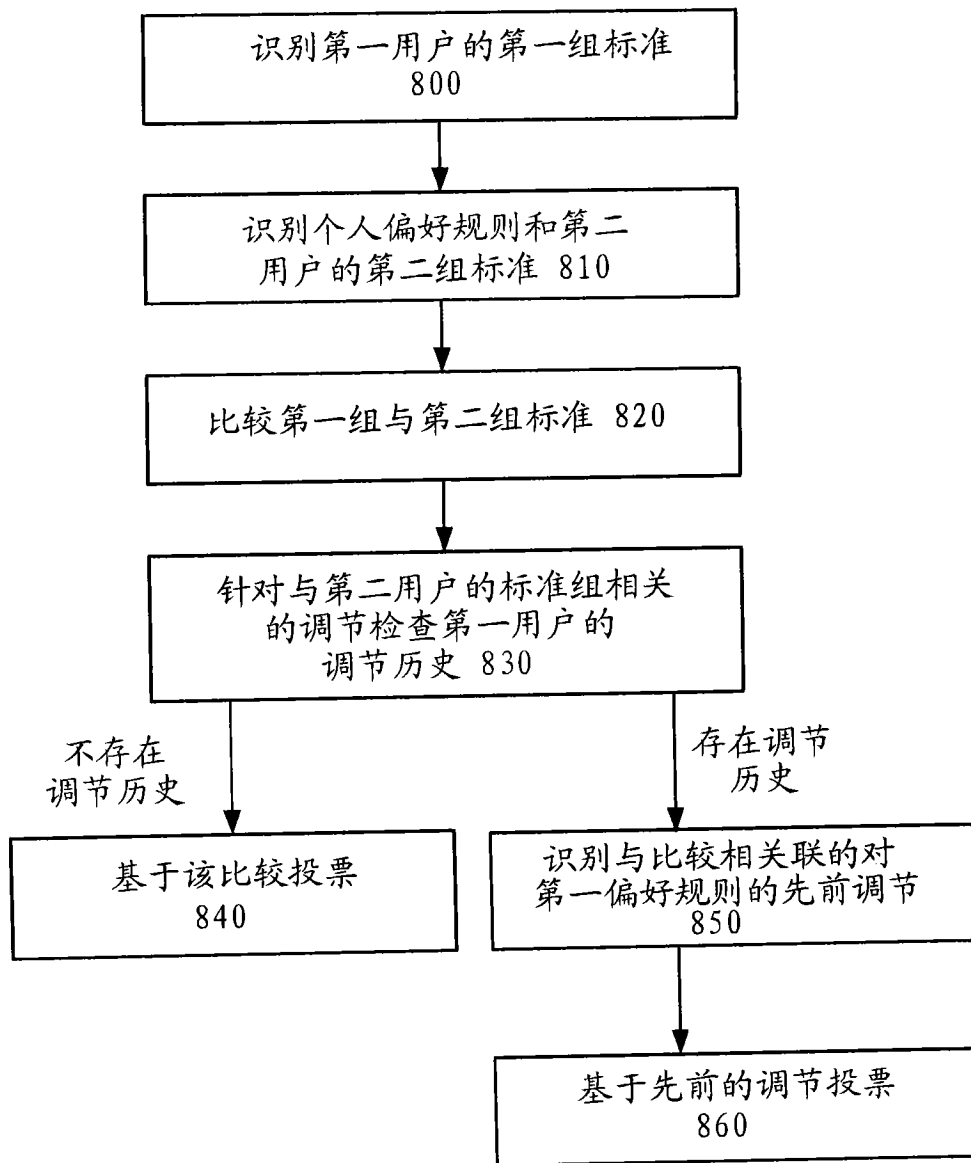 识别第一用户的第一组标准
800
识别个人偏好规则和第二
用户的第二组标准 810
比较第一组与第二组标准 820
针对与第二用户的标准组相关
的调节检查第一用户的
调节历史 830
不存在
调节历史
存在调节
历史
基于该比较投票
840
识别与比较相关联的对
第一偏好规则的先前调节
850
基于先前的调节投票
860